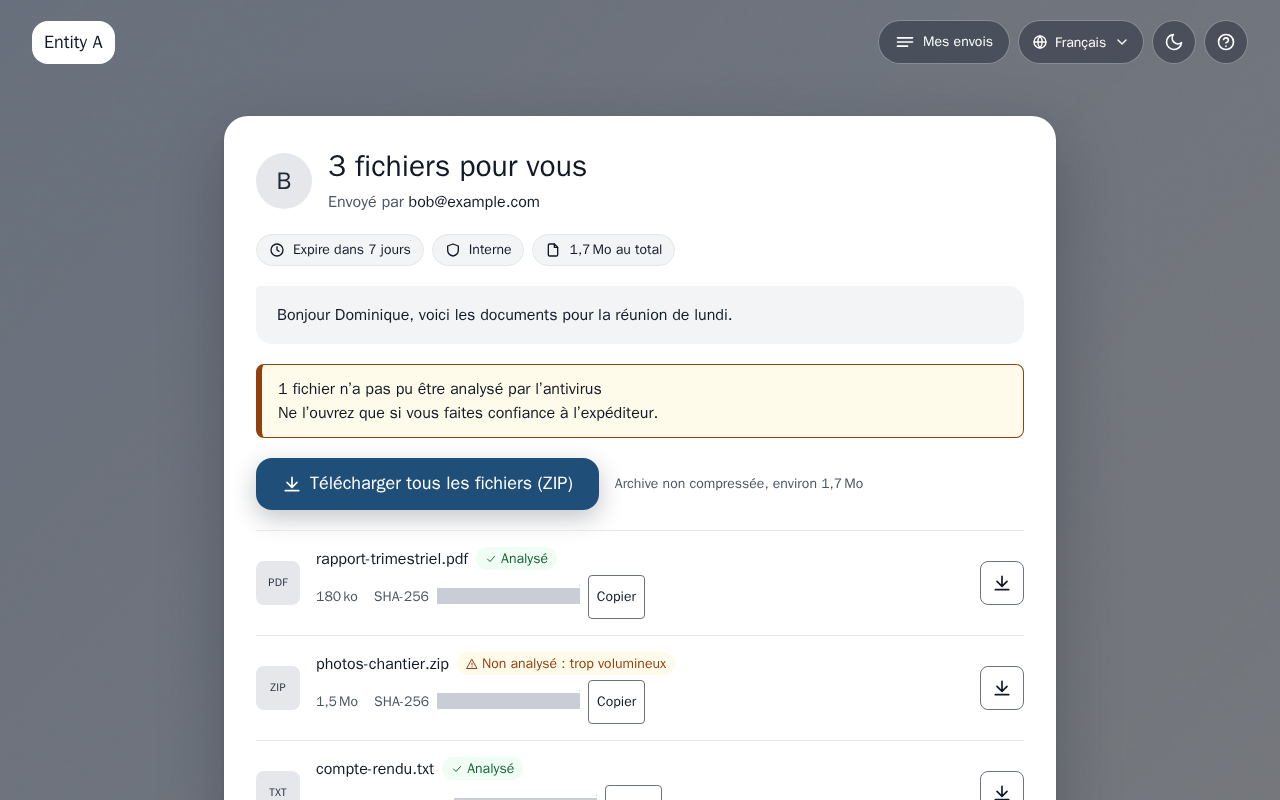 Entity A
Mes envois
Français
B
3 fichiers pour vous
Envoyé par bob@example.com
Expire dans 7 jours
Interne
1,7 Mo au total
Bonjour Dominique, voici les documents pour la réunion de lundi.
1 fichier n’a pas pu être analysé par l’antivirus
Ne l’ouvrez que si vous faites confiance à l’expéditeur.
Télécharger tous les fichiers (ZIP)
Archive non compressée, environ 1,7 Mo
PDF
rapport-trimestriel.pdf
Analysé
180 ko
SHA-256
Copier
ZIP
photos-chantier.zip
Non analysé : trop volumineux
1,5 Mo
SHA-256
Copier
TXT
compte-rendu.txt
Analysé